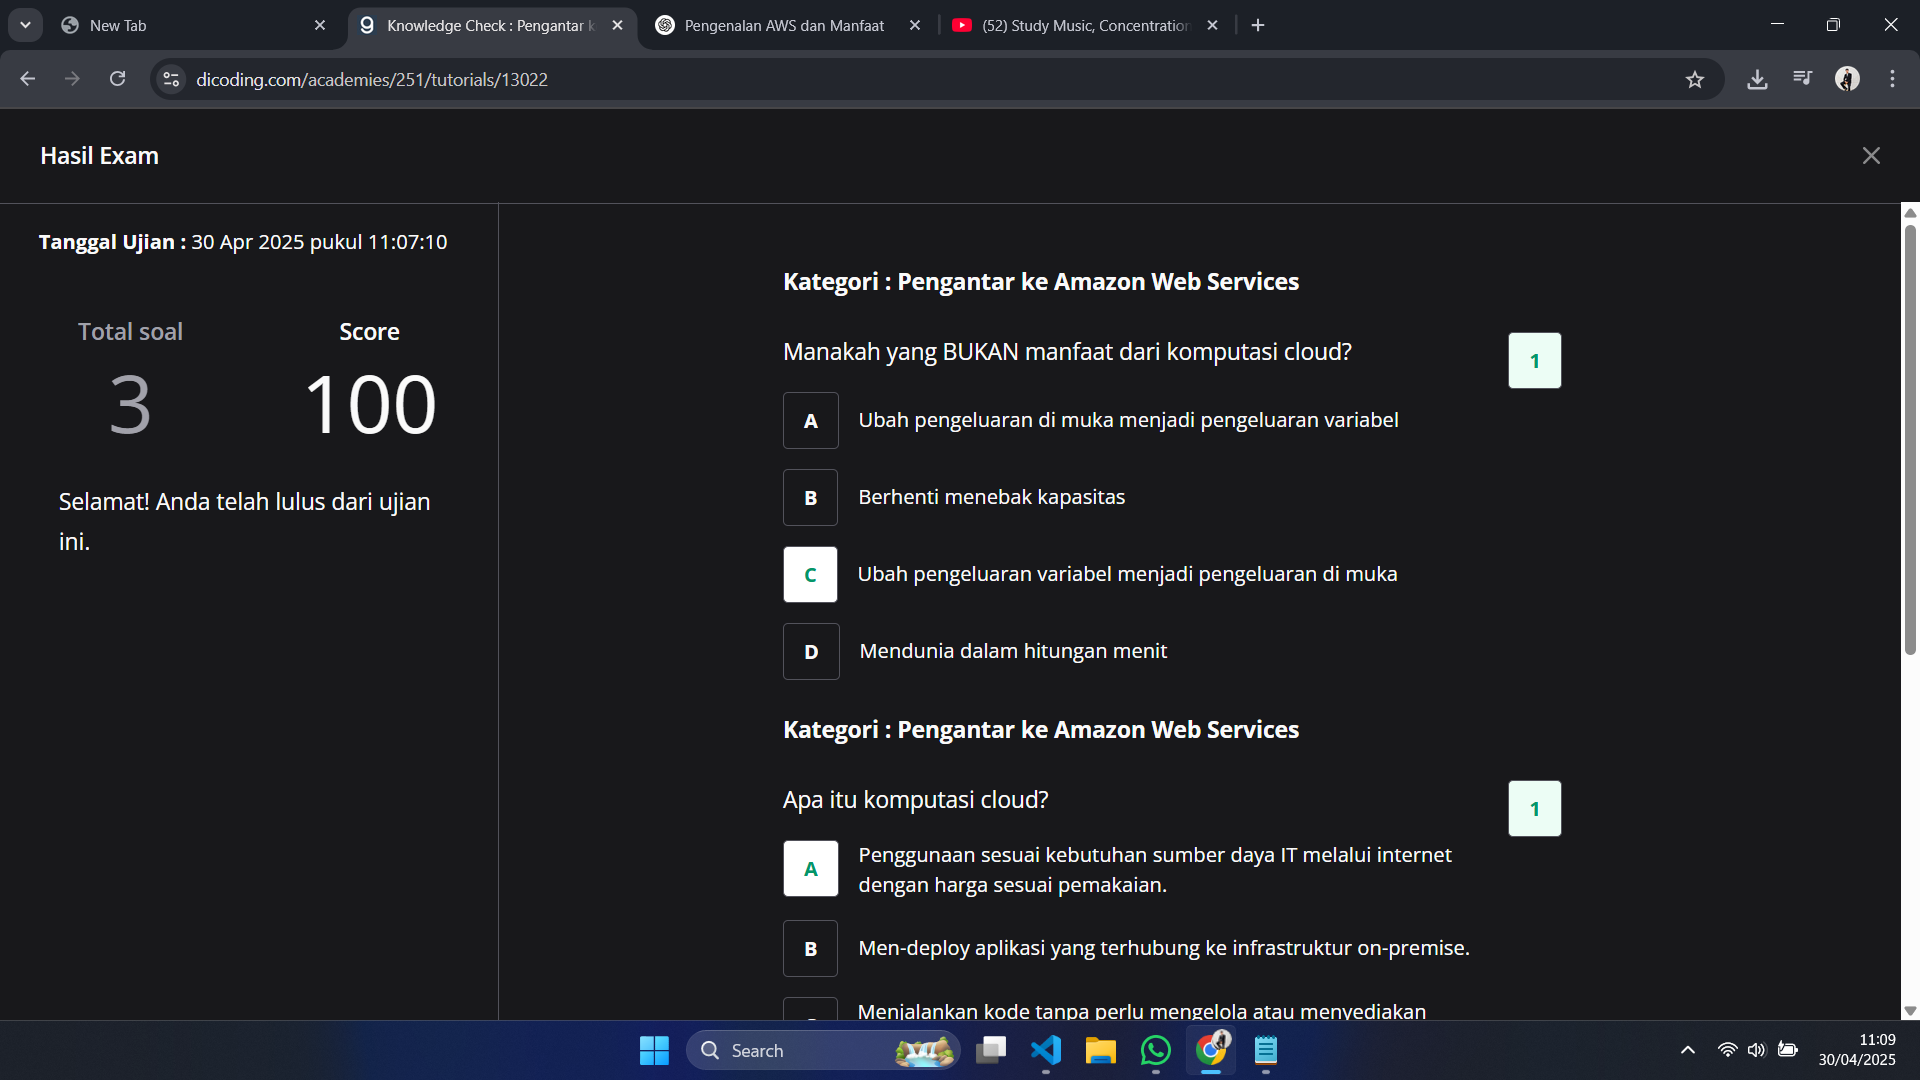 New Tab
Knowledge Check : Pengantar k
Pengenalan AWS dan Manfaat
(52) Study Music, Concentration
dicoding.com/academies/251/tutorials/13022
Hasil Exam
Tanggal Ujian : 30 Apr 2025 pukul 11:07:10
Total soal
Score
3
100
Selamat! Anda telah lulus dari ujian
ini.
Kategori : Pengantar ke Amazon Web Services
Manakah yang BUKAN manfaat dari komputasi cloud?
1
A Ubah pengeluaran di muka menjadi pengeluaran variabel
B Berhenti menebak kapasitas
C Ubah pengeluaran variabel menjadi pengeluaran di muka
D Mendunia dalam hitungan menit
Kategori : Pengantar ke Amazon Web Services
Apa itu komputasi cloud?
1
A Penggunaan sesuai kebutuhan sumber daya IT melalui internet
dengan harga sesuai pemakaian.
B Men-deploy aplikasi yang terhubung ke infrastruktur on-premise.
Menjalankan kode tanpa perlu mengelola atau menyediakan
Search
11:09
30/04/2025